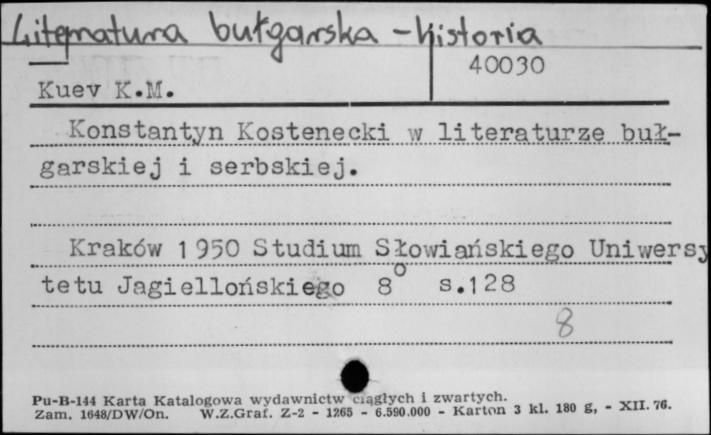 Literatura bułgarska - historia
40030
Kuev K.M.
Konstantyn Kostenecki w literaturze buł-
garskiej i serbskiej.
Kraków 1950 Studium Słowiańskiego Uniwersy
tetu Jagiellońskiego 8° s.128
8
Pu-B-144 Karta Katalogowa wydawnictw ciągłych i zwartych.
Zam. 1648/DW/On. W.Z.Graf. Z-2 - 1265 - 6.590.000 - Karton 3 kl. 180 g, - XII. 76.